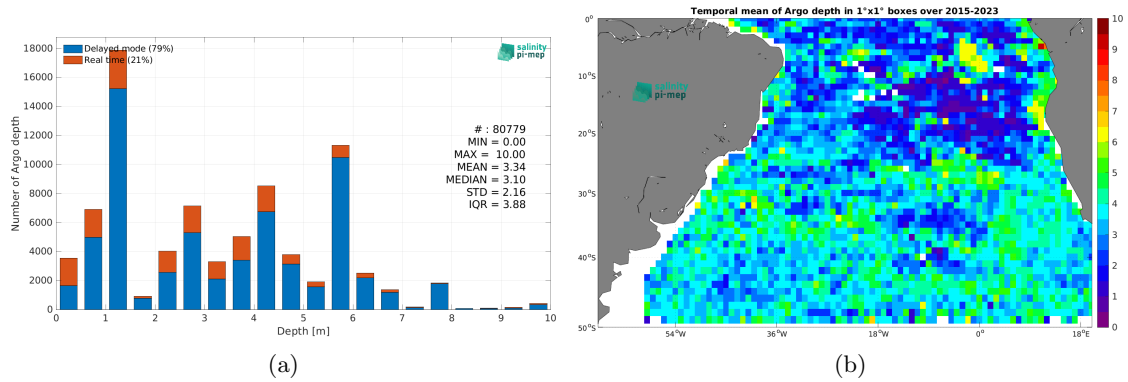 Delayed mode (79%)
Real time (21%)
salinity
pi-mep
Number of Argo depth
18000
16000
14000
12000
10000
8000
6000
4000
2000
0
# : 80779
MIN = 0.00
MAX = 10.00
MEAN = 3.34
MEDIAN = 3.10
STD = 2.16
IQR = 3.88
0 1 2 3 4 5 6 7 8 9 10
Depth [m]
(a)
Temporal mean of Argo depth in 1°x1° boxes over 2015-2023
0°
10°S
20°S
30°S
40°S
50°S
salinity
pi-mep
54°W 36°W 18°W 0° 18°E
10
9
8
7
6
5
4
3
2
1
0
(b)